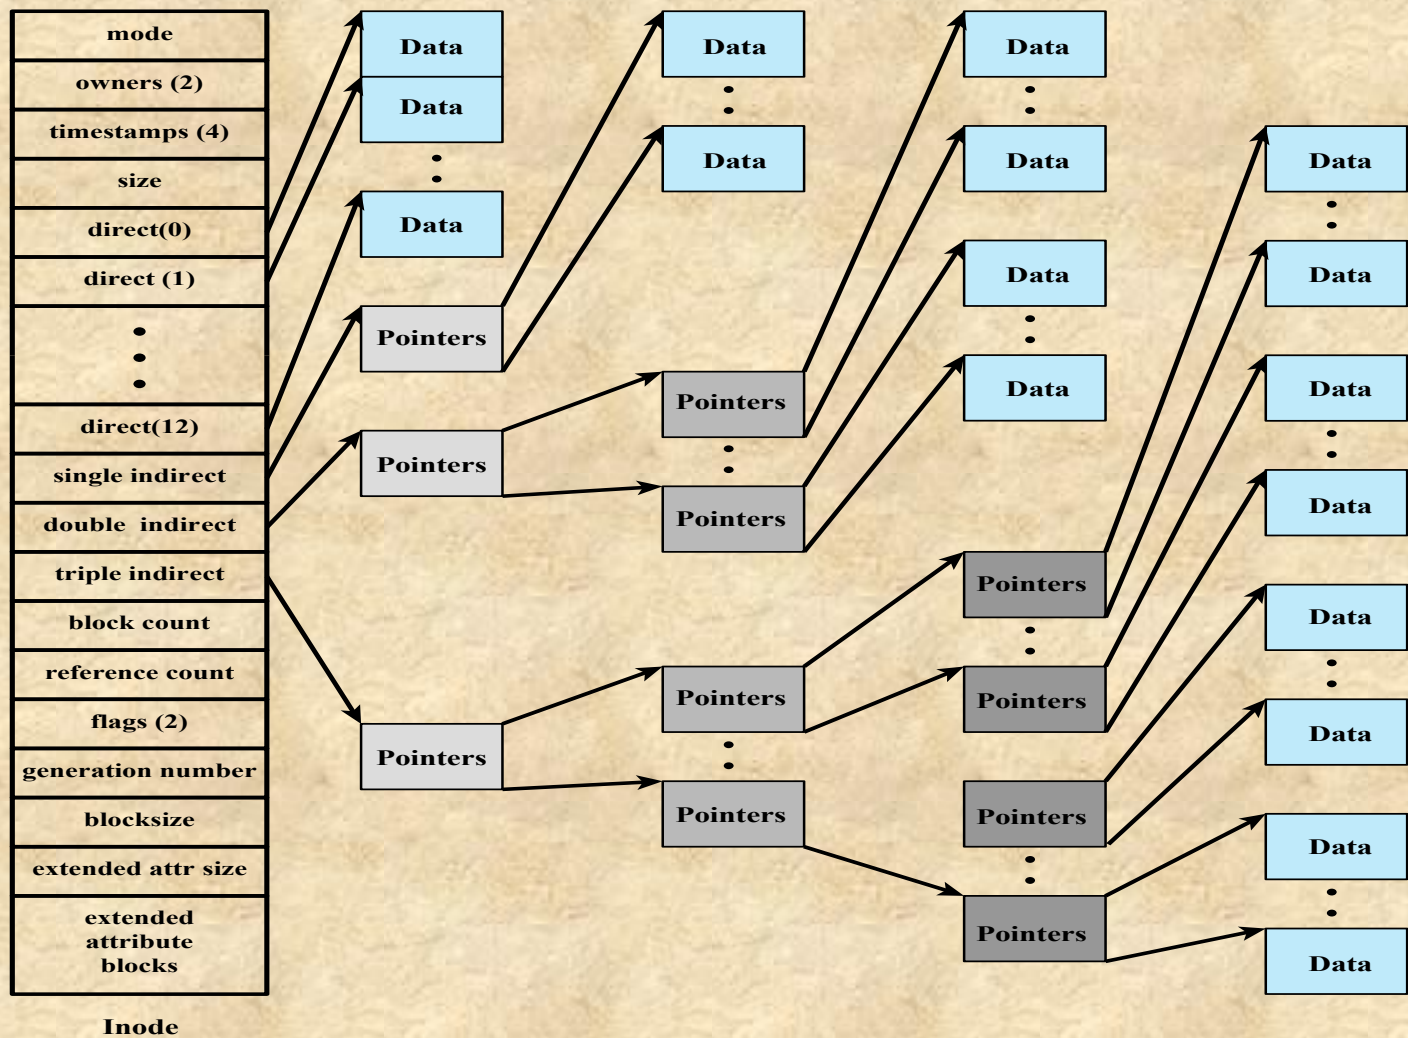 mode
owners (2)
timestamps (4)
size
direct(0)
direct (1)
direct(12)
single indirect
double indirect
triple indirect
block count
reference count
flags (2)
generation number
blocksize
extended attr size
extended
attribute
blocks
Inode
Data
Data
Data
Pointers
Pointers
Pointers
Data
Data
Pointers
Pointers
Pointers
Pointers
Data
Data
Data
Data
Pointers
Pointers
Pointers
Pointers
Data
Data
Data
Data
Data
Data
Data
Data